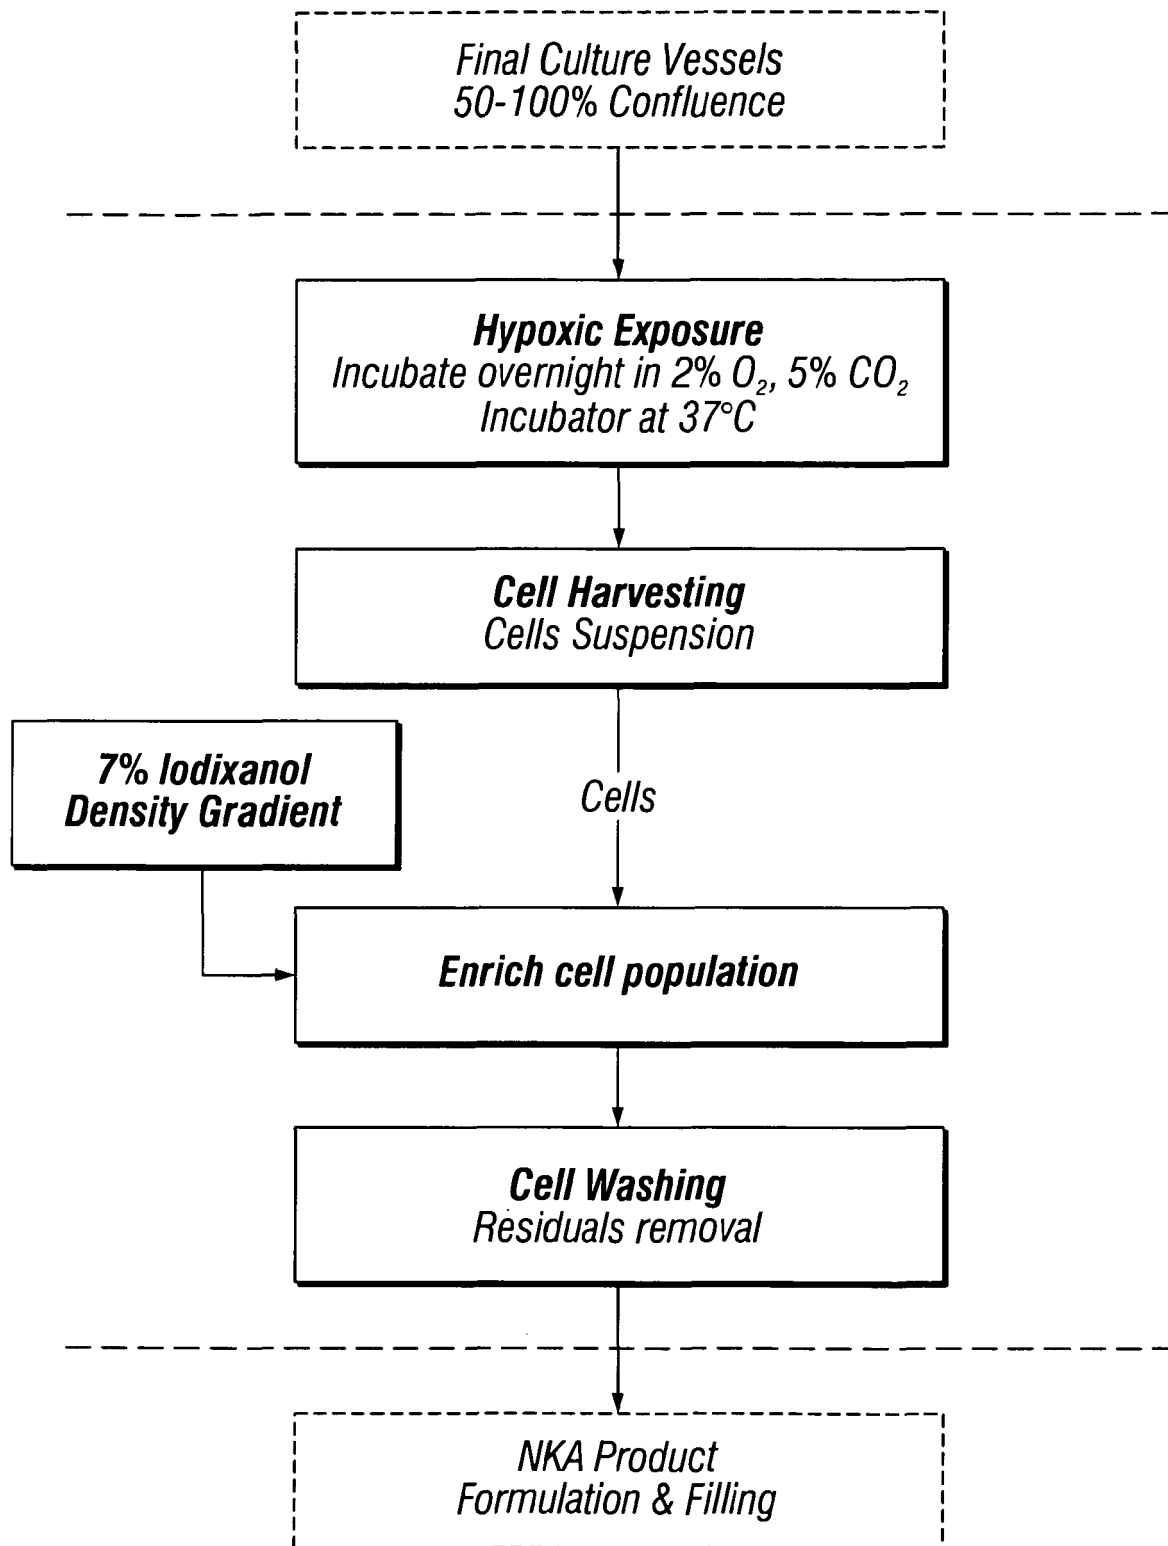 Final Culture Vessels
50-100% Confluence
Hypoxic Exposure
Incubate overnight in 2% O₂, 5% CO₂
Incubator at 37°C
Cell Harvesting
Cells Suspension
7% Iodixanol
Density Gradient
Cells
Enrich cell population
Cell Washing
Residuals removal
NKA Product
Formulation & Filling